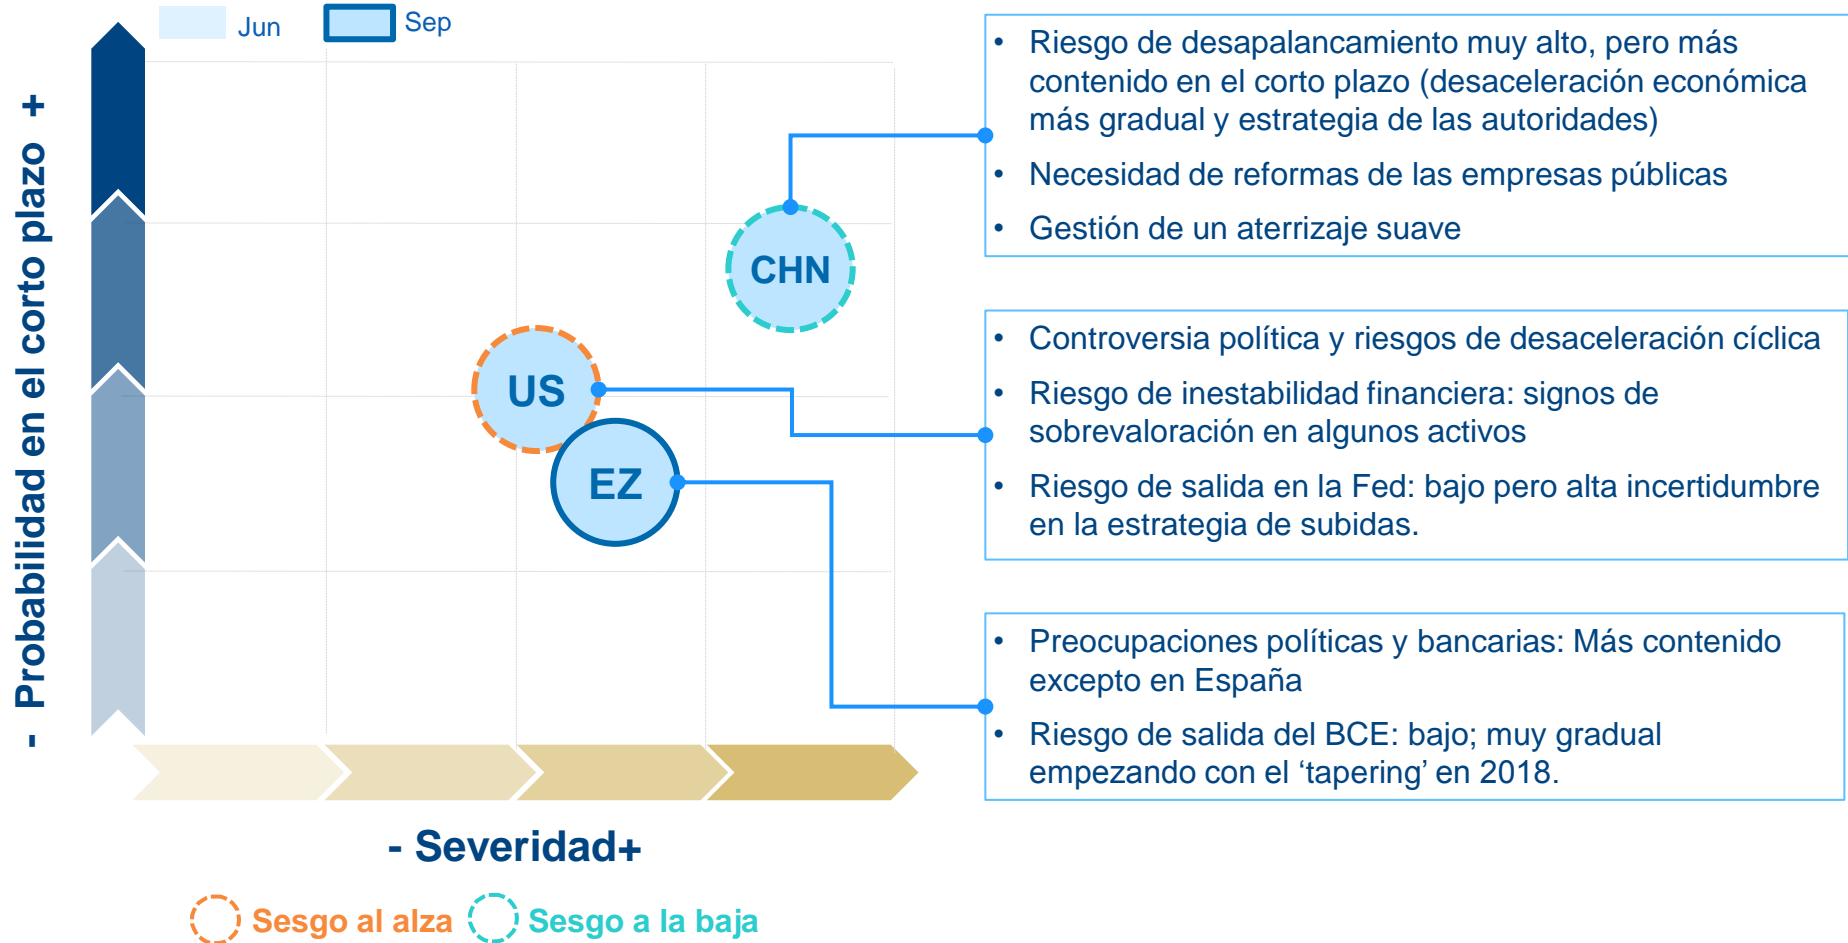 Jun
Sep
- Probabilidad en el corto plazo +
CHN
US
EZ
- Severidad+
Sesgo al alza
Sesgo a la baja
• Riesgo de desapalancamiento muy alto, pero más
contenido en el corto plazo (desaceleración económica
más gradual y estrategia de las autoridades)
• Necesidad de reformas de las empresas públicas
• Gestión de un aterrizaje suave
• Controversia política y riesgos de desaceleración cíclica
• Riesgo de inestabilidad financiera: signos de
sobrevaloración en algunos activos
• Riesgo de salida en la Fed: bajo pero alta incertidumbre
en la estrategia de subidas.
• Preocupaciones políticas y bancarias: Más contenido
excepto en España
• Riesgo de salida del BCE: bajo; muy gradual
empezando con el ‘tapering’ en 2018.